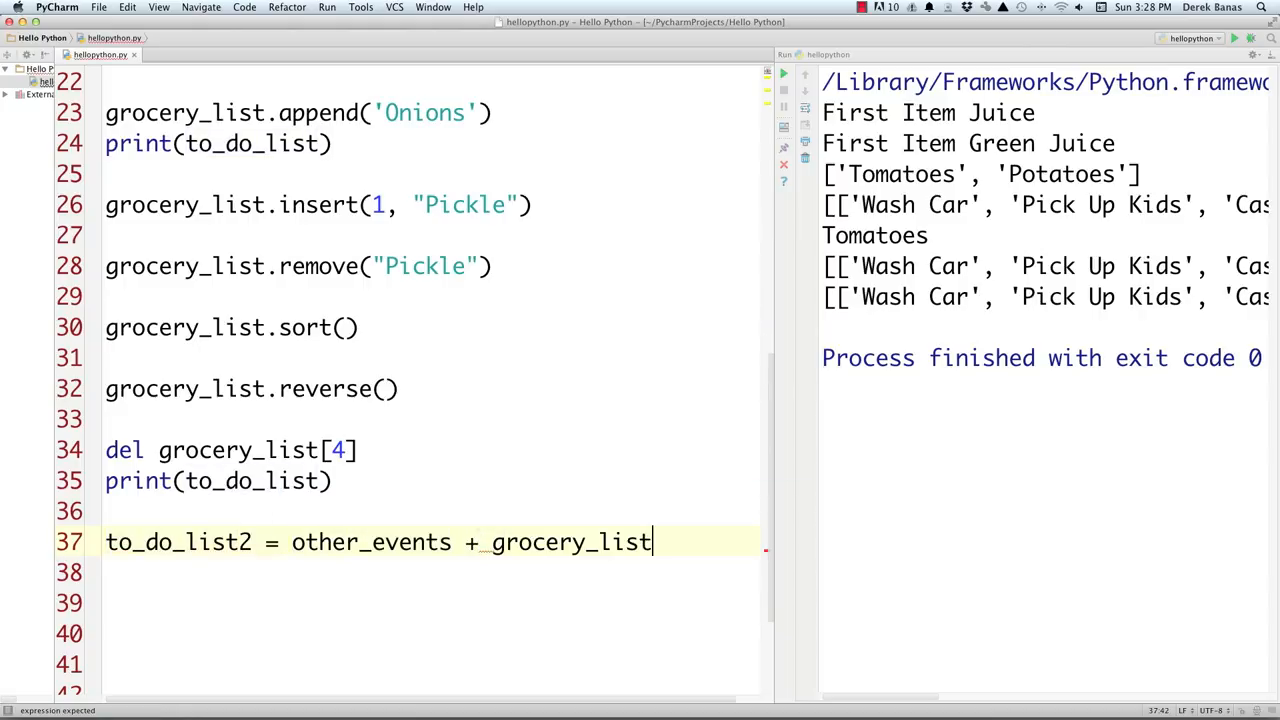 PyCharm File Edit View Navigate Code Refactor Run Tools VCS Window Help 10 Sun 3:28 PM Derek Banas
hellopython.py - Hello Python - [~/PycharmProjects/Hello Python]
Hello Python hellopython.py hellopython
hellopython.py Run hellopython
Hello P
hell
Externa
22
23 grocery_list.append('Onions')
24 print(to_do_list)
25
26 grocery_list.insert(1, "Pickle")
27
28 grocery_list.remove("Pickle")
29
30 grocery_list.sort()
31
32 grocery_list.reverse()
33
34 del grocery_list[4]
35 print(to_do_list)
36
37 to_do_list2 = other_events + grocery_list
38
39
40
41
42
/Library/Frameworks/Python.framewo
First Item Juice
First Item Green Juice
['Tomatoes', 'Potatoes']
[['Wash Car', 'Pick Up Kids', 'Cas
Tomatoes
[['Wash Car', 'Pick Up Kids', 'Cas
[['Wash Car', 'Pick Up Kids', 'Cas
Process finished with exit code 0
expression expected 37:42 LF UTF-8